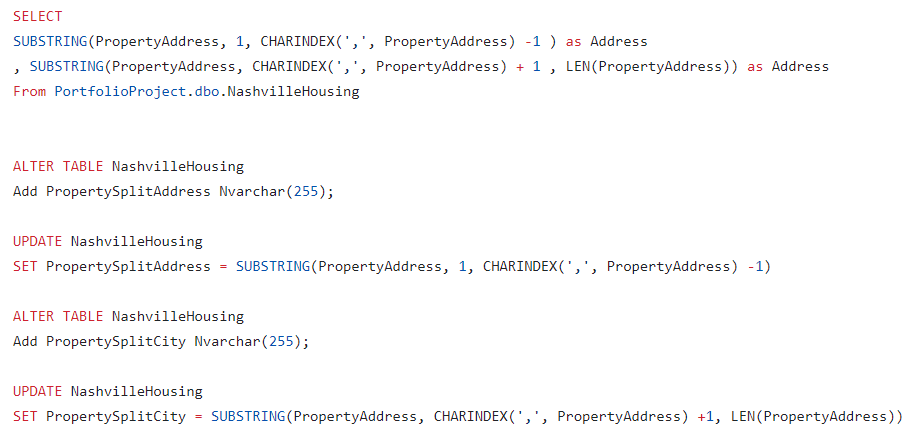 SELECT
SUBSTRING(PropertyAddress, 1, CHARINDEX(',', PropertyAddress) -1 ) as Address
, SUBSTRING(PropertyAddress, CHARINDEX(',', PropertyAddress) + 1 , LEN(PropertyAddress)) as Address
From PortfolioProject.dbo.NashvilleHousing
ALTER TABLE NashvilleHousing
Add PropertySplitAddress Nvarchar(255);
UPDATE NashvilleHousing
SET PropertySplitAddress = SUBSTRING(PropertyAddress, 1, CHARINDEX(',', PropertyAddress) -1)
ALTER TABLE NashvilleHousing
Add PropertySplitCity Nvarchar(255);
UPDATE NashvilleHousing
SET PropertySplitCity = SUBSTRING(PropertyAddress, CHARINDEX(',', PropertyAddress) +1, LEN(PropertyAddress))